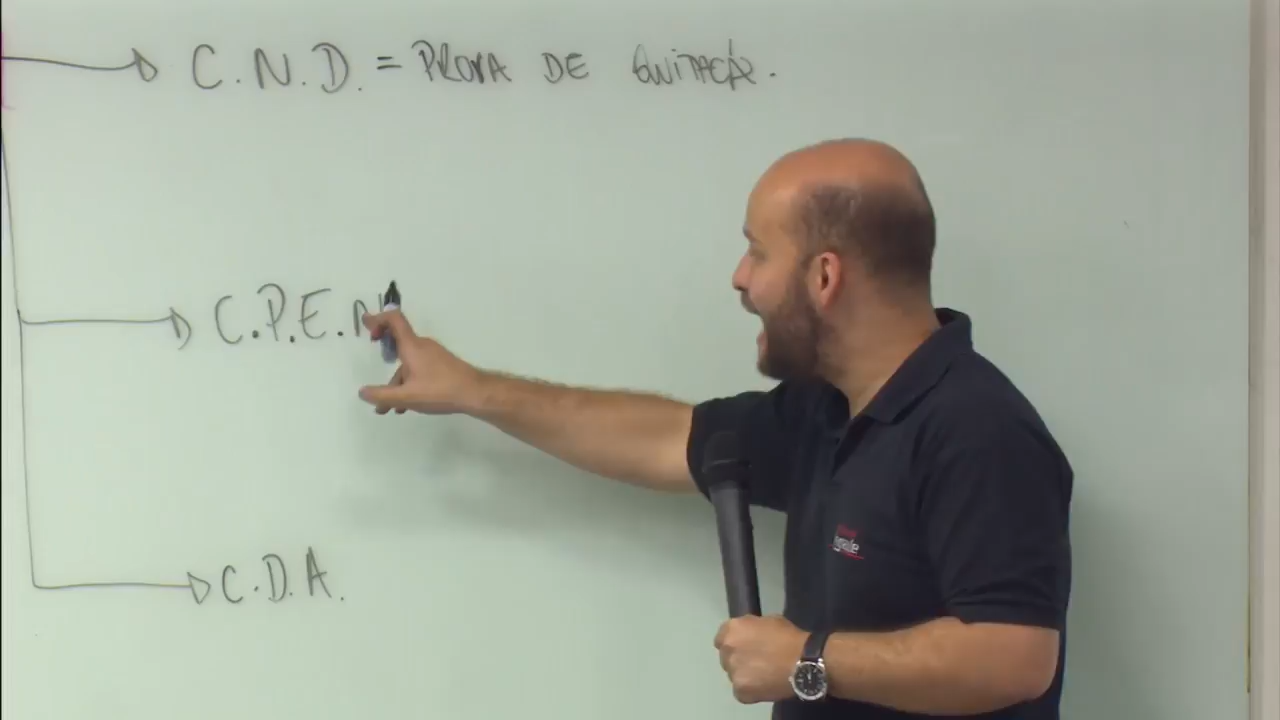 C.N.D. = PROVA DE QUITAÇÃO.
C.P.E.N
C.D.A.